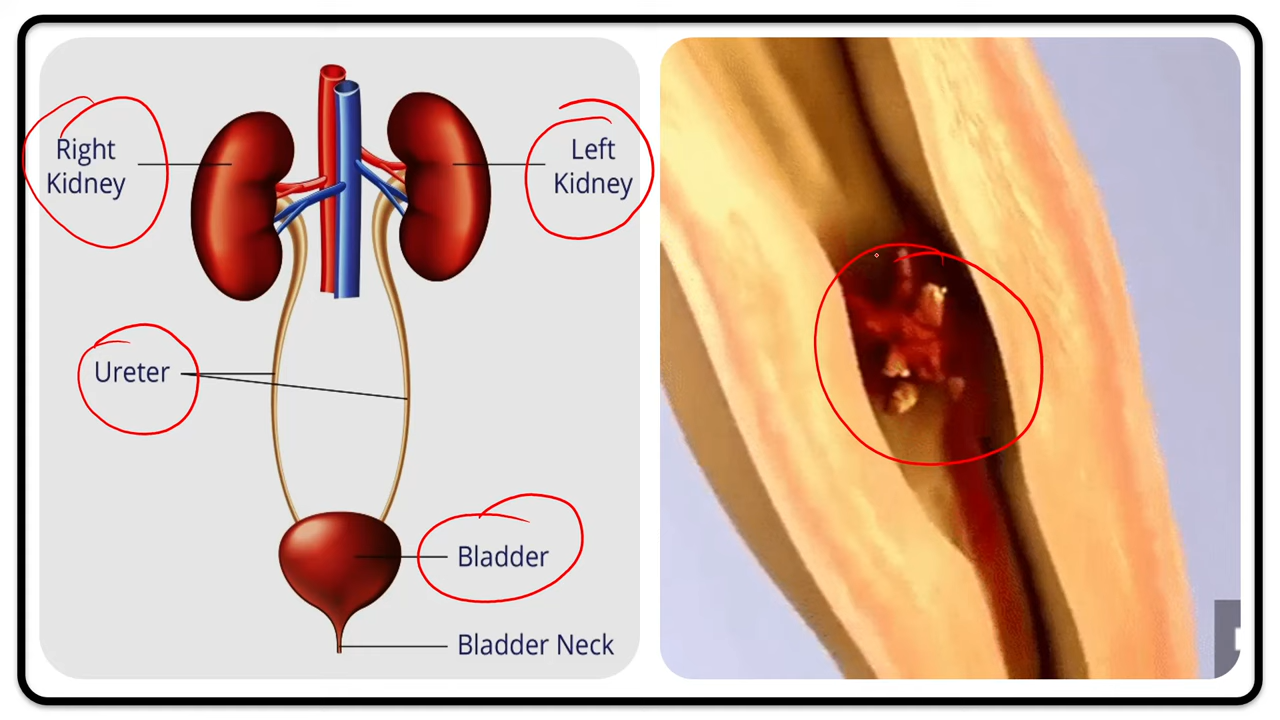 Right
Kidney
Left
Kidney
Ureter
Bladder
Bladder Neck